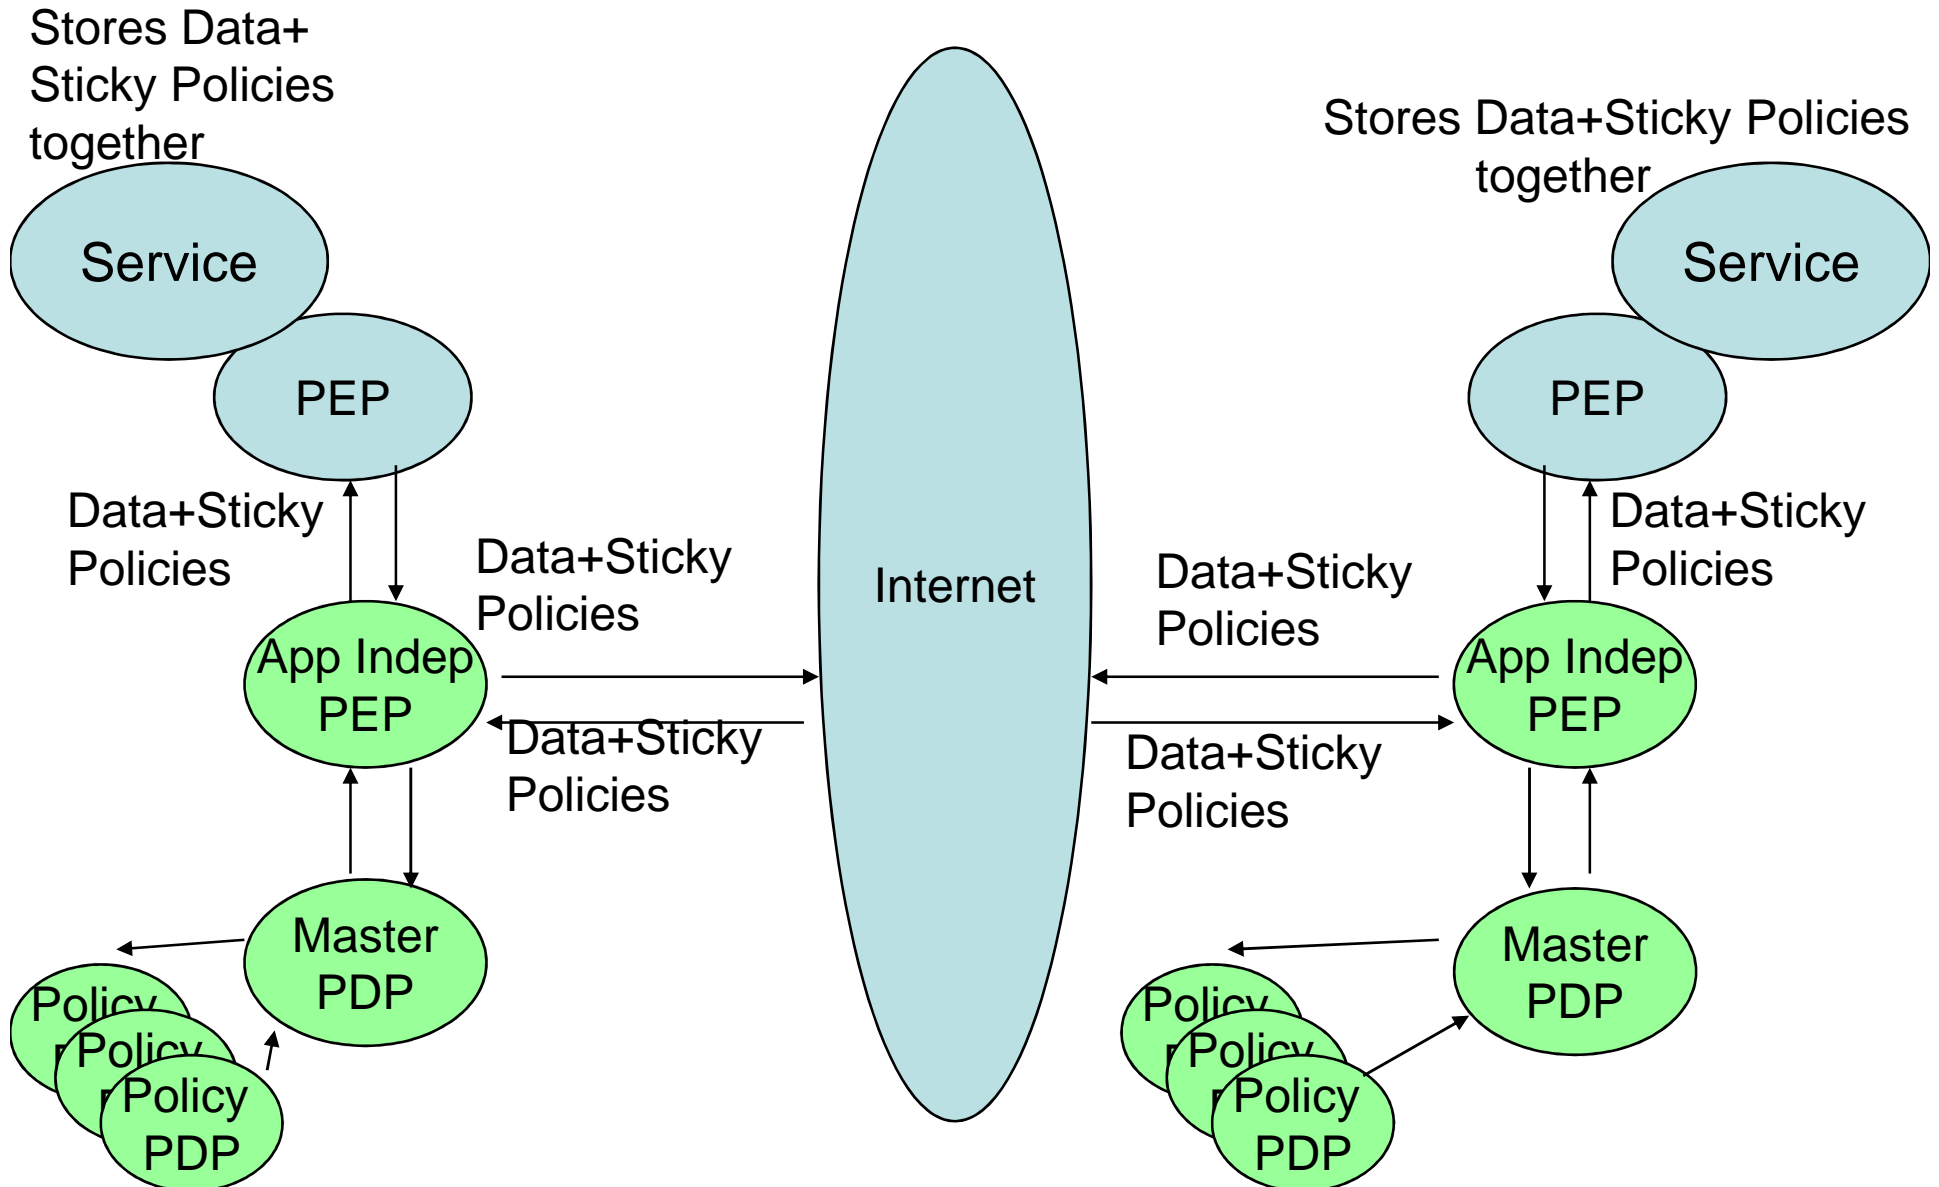 Stores Data+
Sticky Policies
together
Stores Data+Sticky Policies
together
Service
Service
PEP
PEP
Data+Sticky
Policies
Data+Sticky
Policies
Data+Sticky
Policies
Internet
Data+Sticky
Policies
App Indep
PEP
App Indep
PEP
Data+Sticky
Policies
Data+Sticky
Policies
Master
PDP
Master
PDP
Policy
Policy
Policy
PDP
Policy
Policy
Policy
PDP